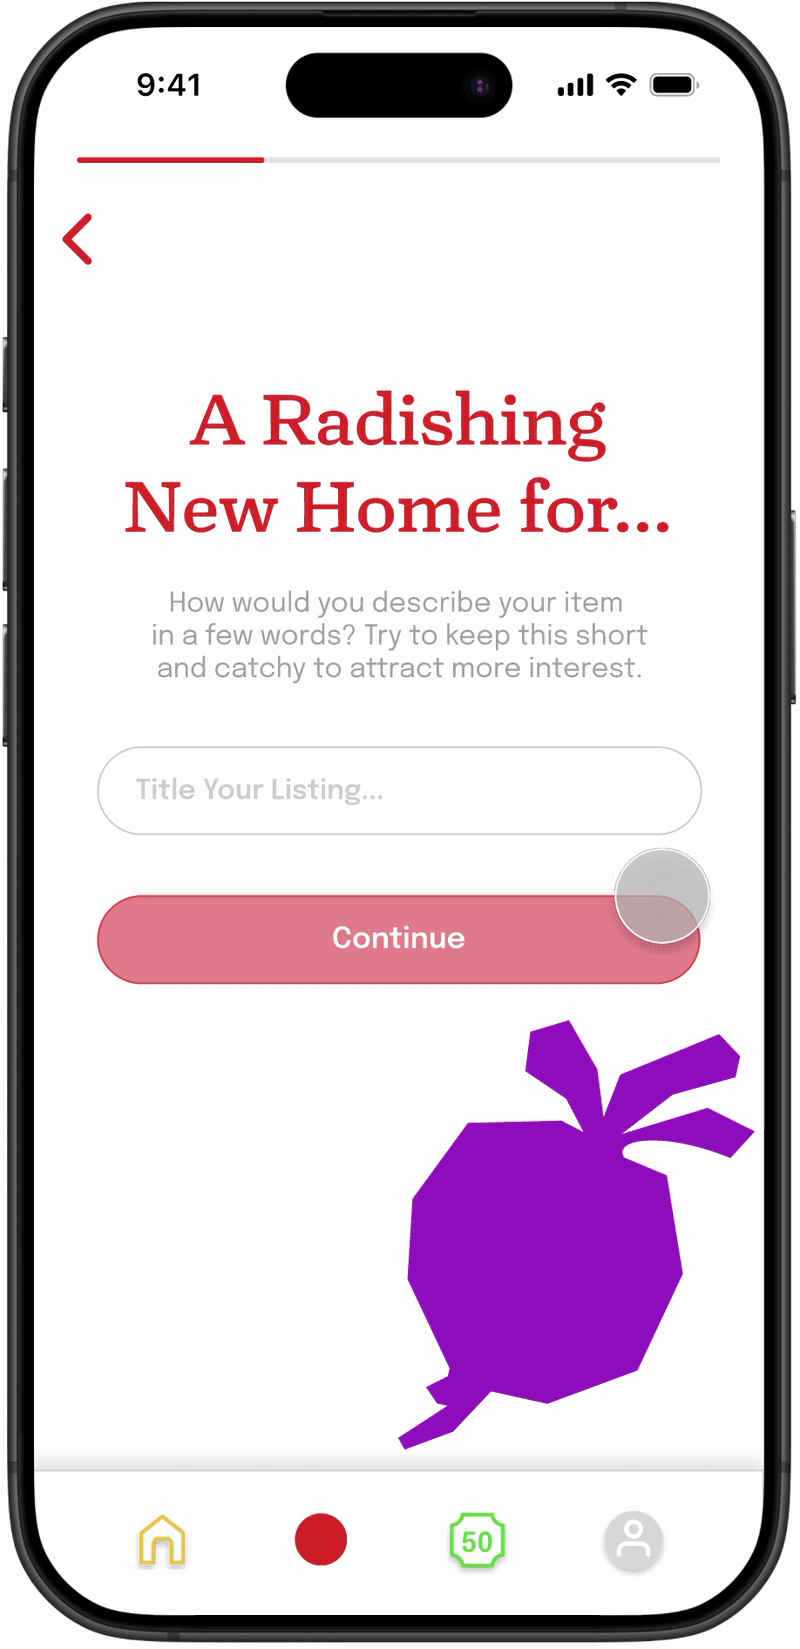 9:41
A Radishing
New Home for...
How would you describe your item
in a few words? Try to keep this short
and catchy to attract more interest.
Title Your Listing...
Continue
50